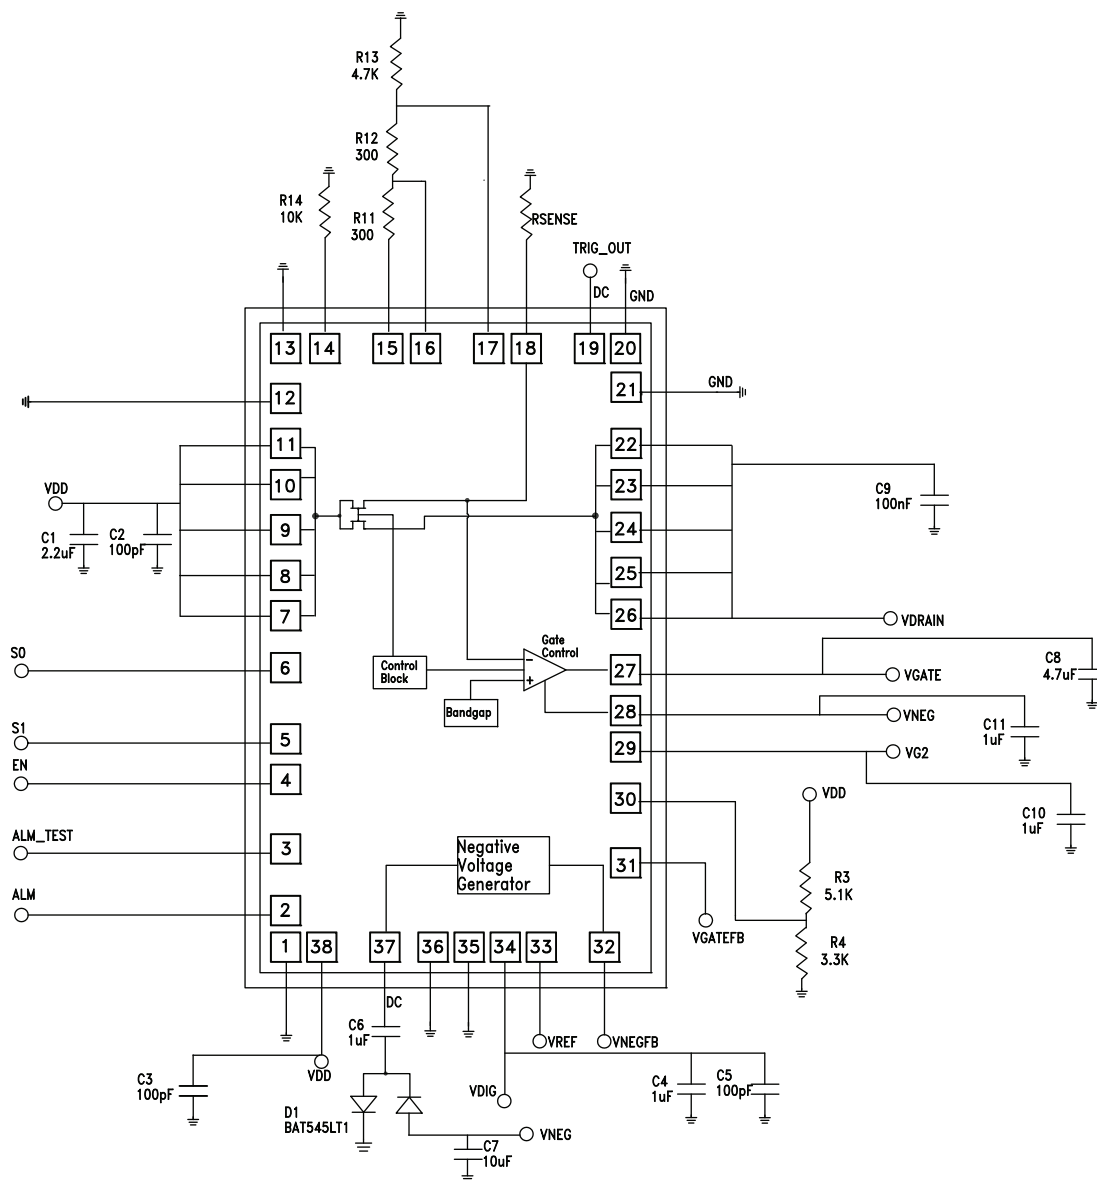 R13
4.7K
R12
300
R14
10K
R11
300
RSENSE
TRIG_OUT
DC
GND
13
14
15
16
17
18
19
20
21
GND
12
11
10
9
8
7
22
23
24
25
26
VDD
C1
2.2uF
C2
100pF
C9
100nF
VDRAIN
S0
6
Control
Block
Gate
Control
-
+
Bandgap
27
VGATE
C8
4.7uF
28
VNEG
C11
1uF
S1
5
29
VG2
EN
4
30
VDD
C10
1uF
ALM_TEST
3
Negative
Voltage
Generator
31
R3
5.1K
VGATEFB
R4
3.3K
ALM
2
1
38
37
36
35
34
33
32
DC
C6
1uF
VREF
VNEGFB
VDD
C3
100pF
VDIG
C4
1uF
C5
100pF
D1
BAT545LT1
VNEG
C7
10uF